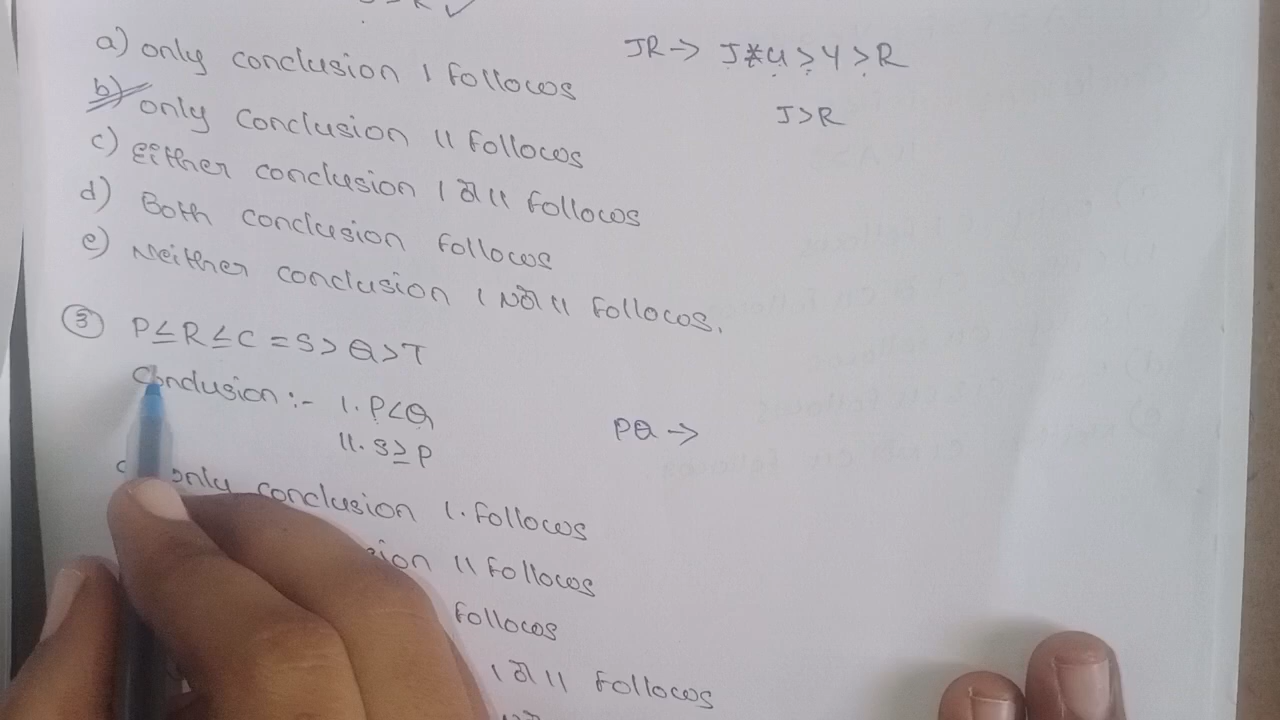 a) only conclusion I follows
b) only conclusion II follows
c) Either conclusion I or II follows
d) Both conclusion follows
e) Neither conclusion I nor II follows.
JR → J*U > Y > R
J>R
③ P≤R≤C=S>Q>T
Conclusion:- I. P<Q
II. S≥P
PQ →
only conclusion I. follows
II follows
follows
I or II follows